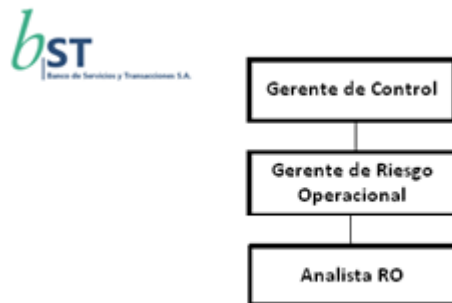 bST
Banco de Servicios y Transacciones S.A.
Gerente de Control
Gerente de Riesgo
Operacional
Analista RO